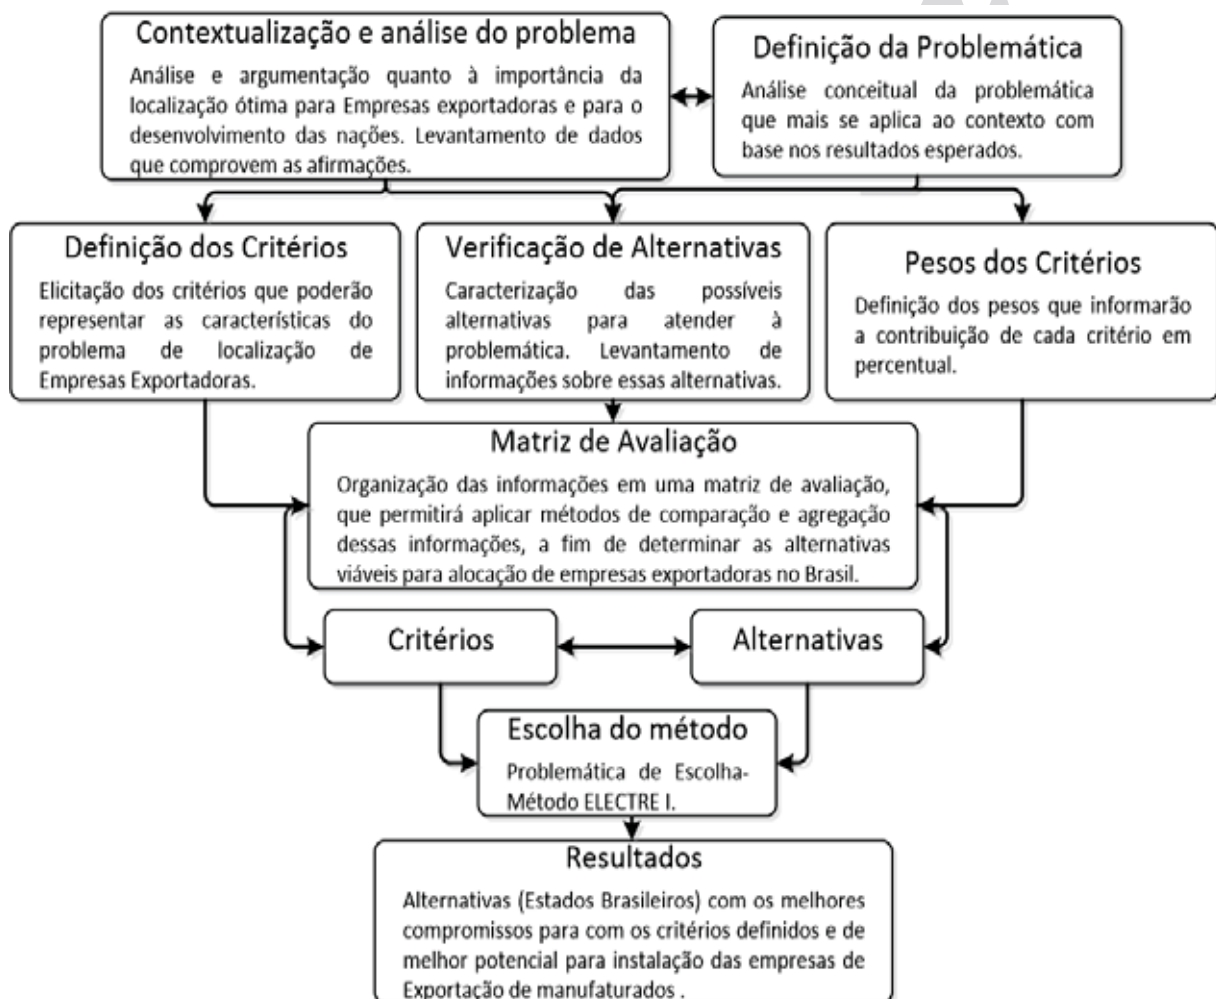 Contextualização e análise do problema
Análise e argumentação quanto à importância da
localização ótima para Empresas exportadoras e para o
desenvolvimento das nações. Levantamento de dados
que comprovem as afirmações.
Definição da Problemática
Análise conceitual da problemática
que mais se aplica ao contexto com
base nos resultados esperados.
Definição dos Critérios
Elicitação dos critérios que poderão
representar as características do
problema de localização de
Empresas Exportadoras.
Verificação de Alternativas
Caracterização das possíveis
alternativas para atender à
problemática. Levantamento de
informações sobre essas alternativas.
Pesos dos Critérios
Definição dos pesos que informarão
a contribuição de cada critério em
percentual.
Matriz de Avaliação
Organização das informações em uma matriz de avaliação,
que permitirá aplicar métodos de comparação e agregação
dessas informações, a fim de determinar as alternativas
viáveis para alocação de empresas exportadoras no Brasil.
Critérios
Alternativas
Escolha do método
Problemática de Escolha-
Método ELECTRE I.
Resultados
Alternativas (Estados Brasileiros) com os melhores
compromissos para com os critérios definidos e de
melhor potencial para instalação das empresas de
Exportação de manufaturados .